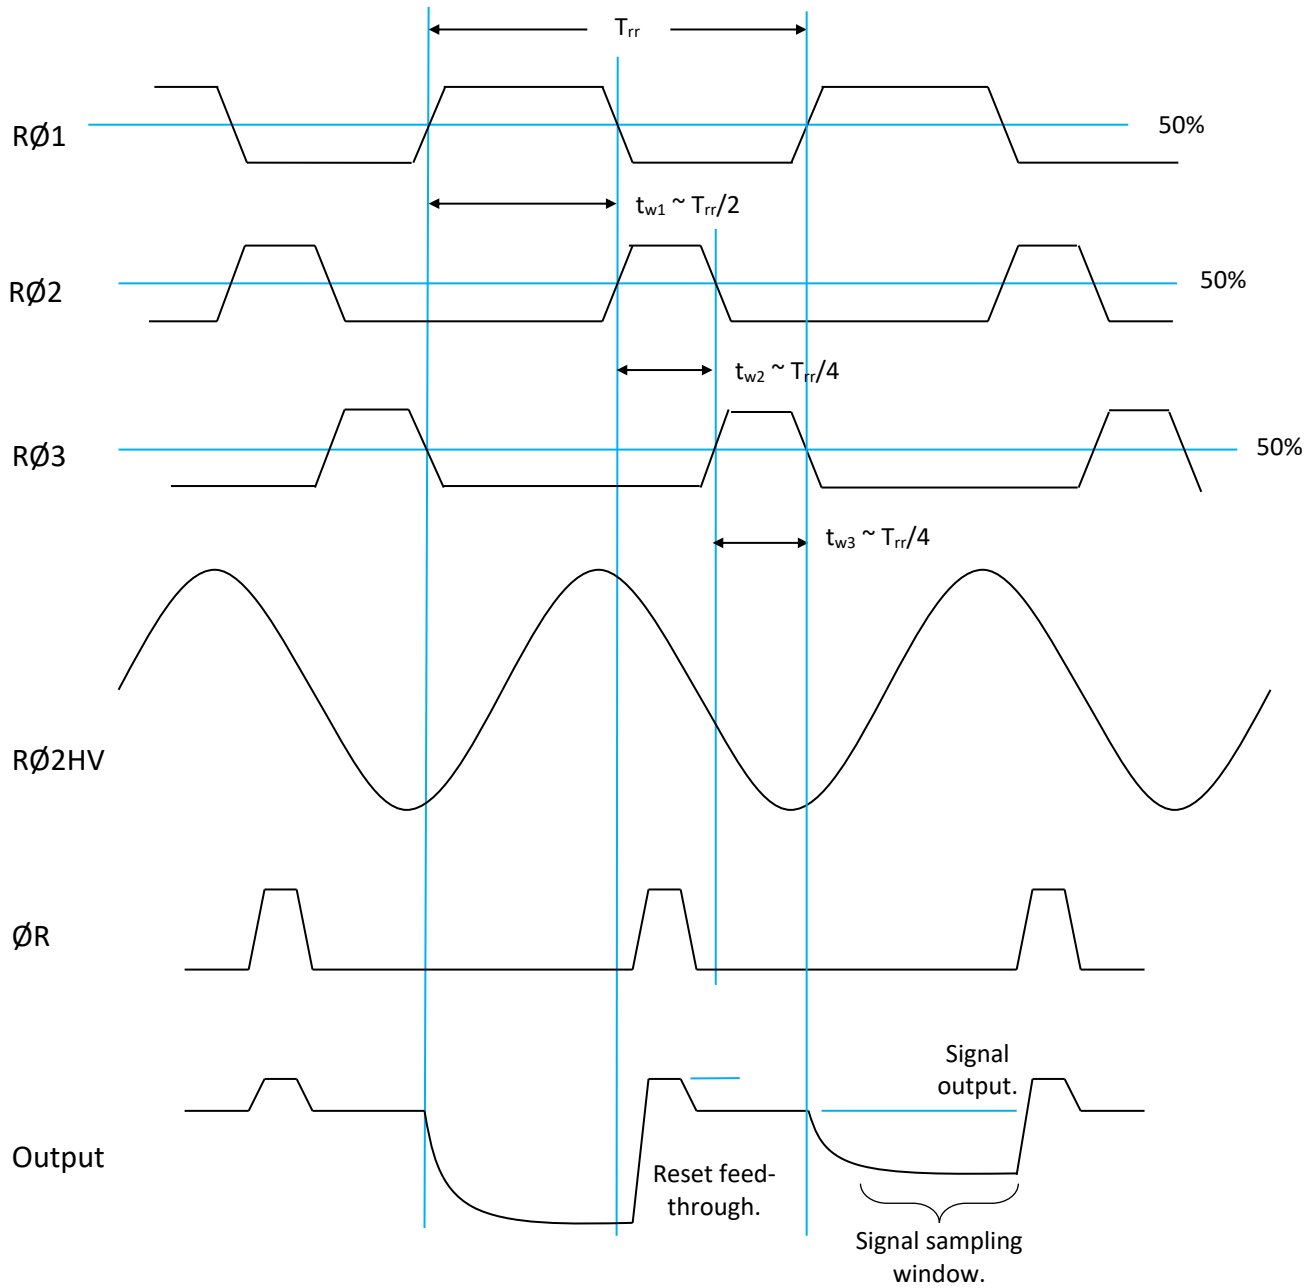 Trr
RØ1
50%
tw1 ~ Trr/2
RØ2
50%
tw2 ~ Trr/4
RØ3
50%
tw3 ~ Trr/4
RØ2HV
ØR
Signal
output.
Output
Reset feed-
through.
Signal sampling
window.